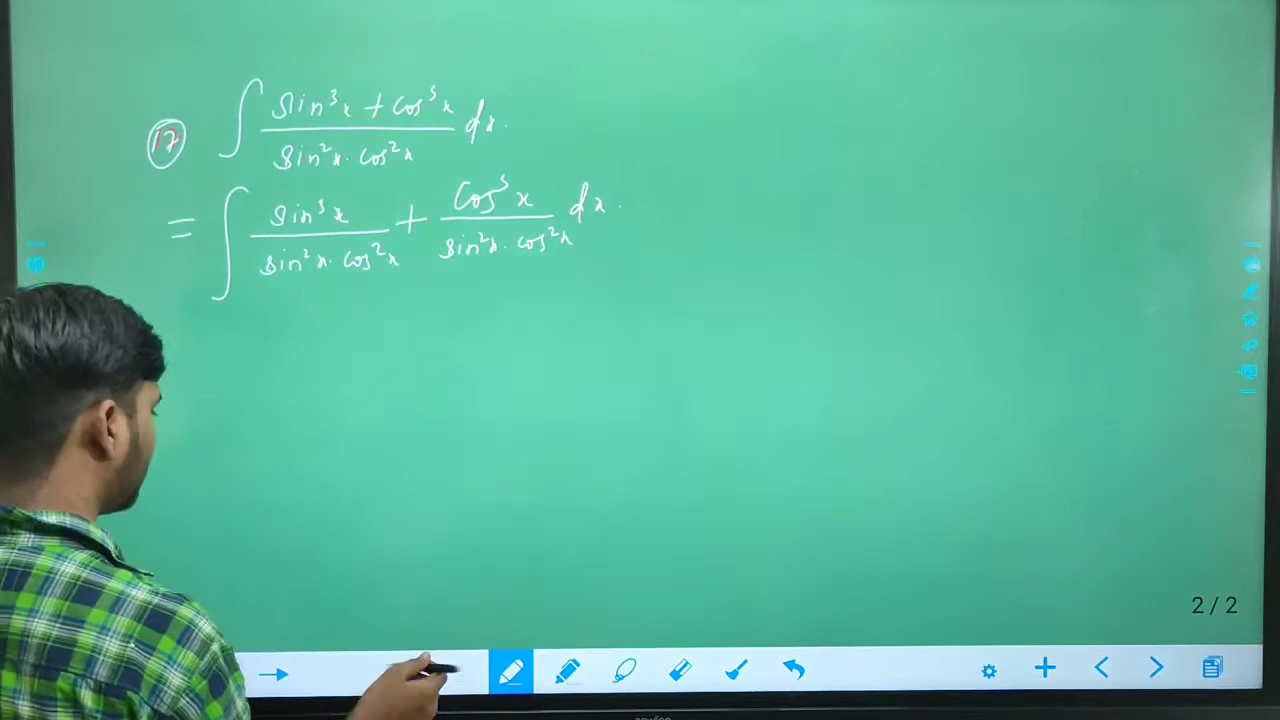 17 ∫ sin³x + cos³x / sin²x · cos²x dx.
= ∫ sin³x / sin²x · cos²x + cos³x / sin²x · cos²x dx.
2 / 2